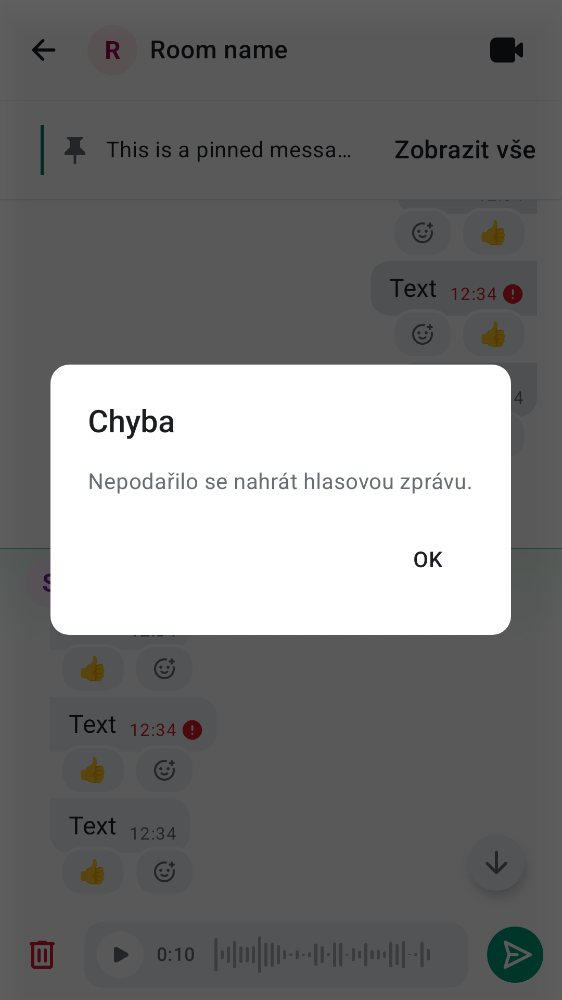 R Room name
This is a pinned messa... Zobrazit vše
Text 12:34
4
Chyba
Nepodařilo se nahrát hlasovou zprávu.
OK
S
Text 12:34
Text 12:34
0:10